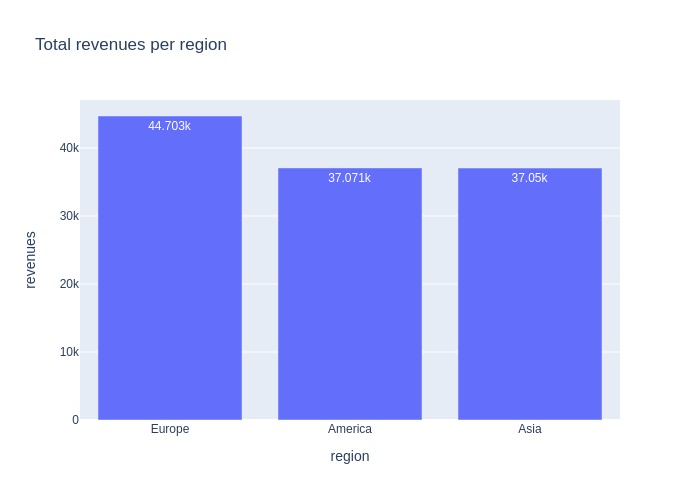 Total revenues per region
44.703k
37.071k
37.05k
40k
30k
20k
10k
0
revenues
Europe
America
Asia
region